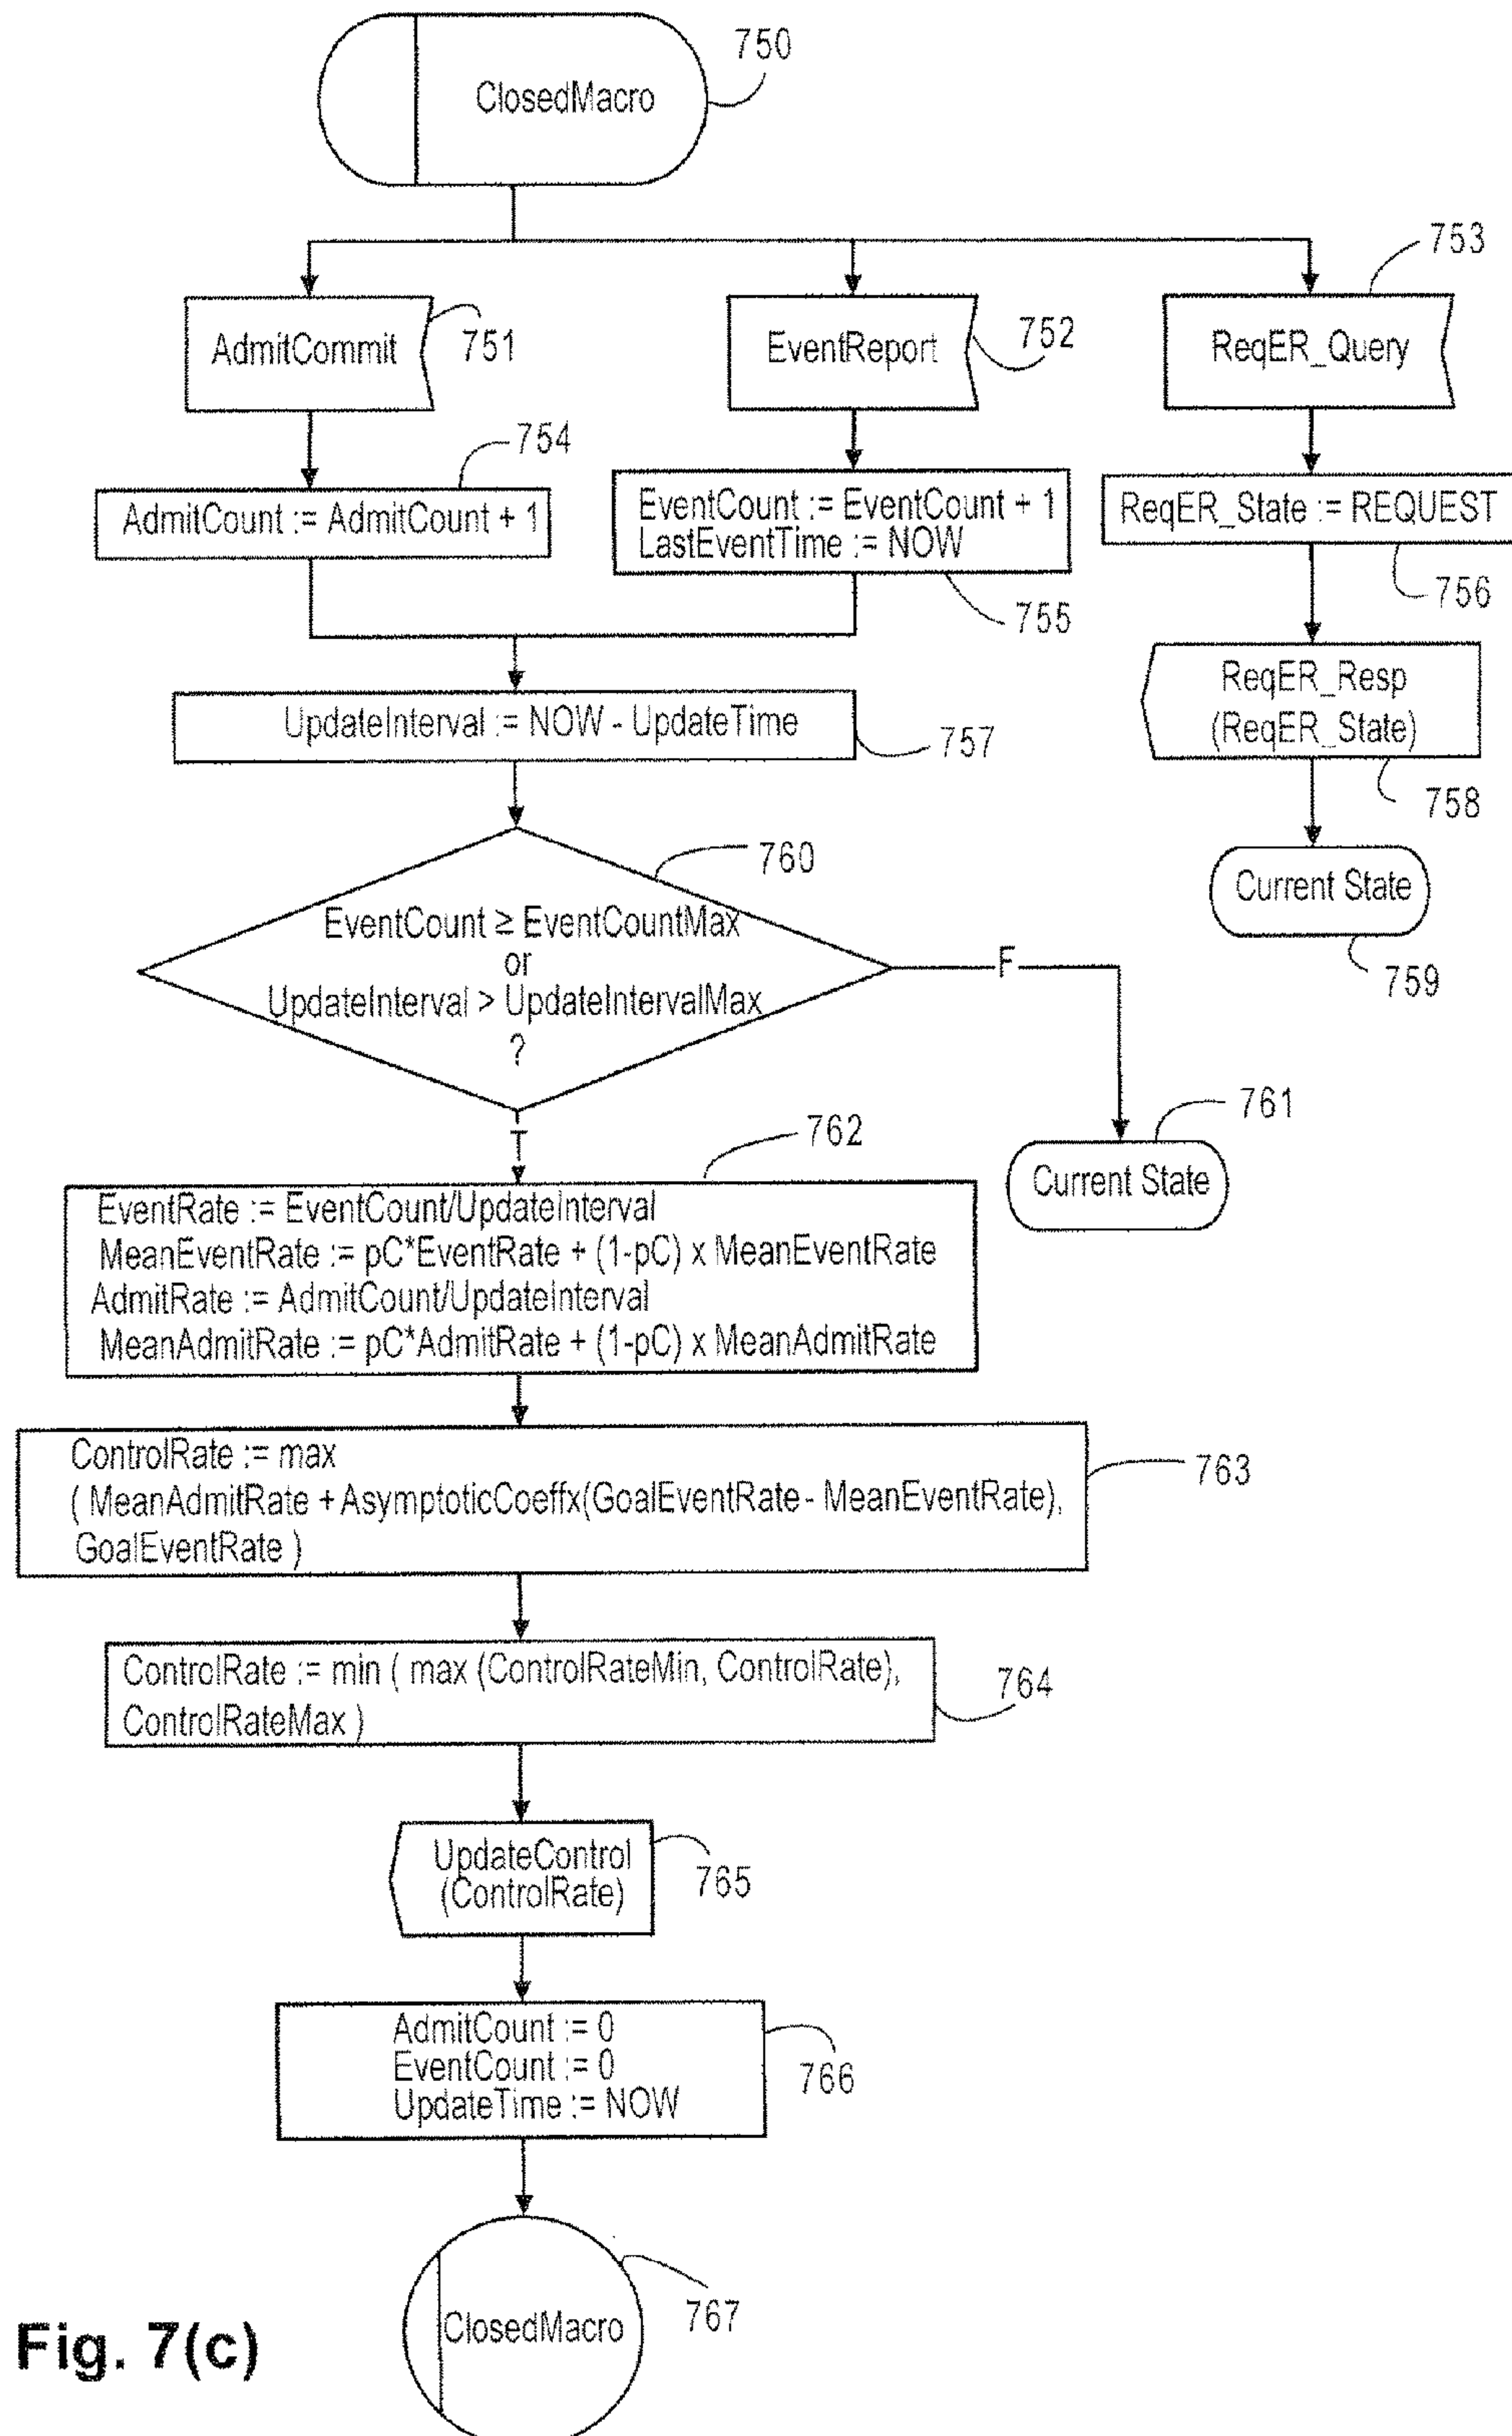 750
ClosedMacro
753
AdmitCommit
751
EventReport
752
ReqER_Query
754
AdmitCount := AdmitCount + 1
EventCount := EventCount + 1
LastEventTime := NOW
755
ReqER_State := REQUEST
756
UpdateInterval := NOW - UpdateTime
757
ReqER_Resp
(ReqER_State)
758
760
EventCount ≥ EventCountMax
or
UpdateInterval > UpdateIntervalMax
?
F
Current State
759
T
761
Current State
762
EventRate := EventCount/UpdateInterval
MeanEventRate := pC*EventRate + (1-pC) x MeanEventRate
AdmitRate := AdmitCount/UpdateInterval
MeanAdmitRate := pC*AdmitRate + (1-pC) x MeanAdmitRate
ControlRate := max
( MeanAdmitRate + AsymptoticCoeffx(GoalEventRate - MeanEventRate),
GoalEventRate )
763
ControlRate := min ( max (ControlRateMin, ControlRate),
ControlRateMax )
764
UpdateControl
(ControlRate)
765
AdmitCount := 0
EventCount := 0
UpdateTime := NOW
766
ClosedMacro
767
Fig. 7(c)